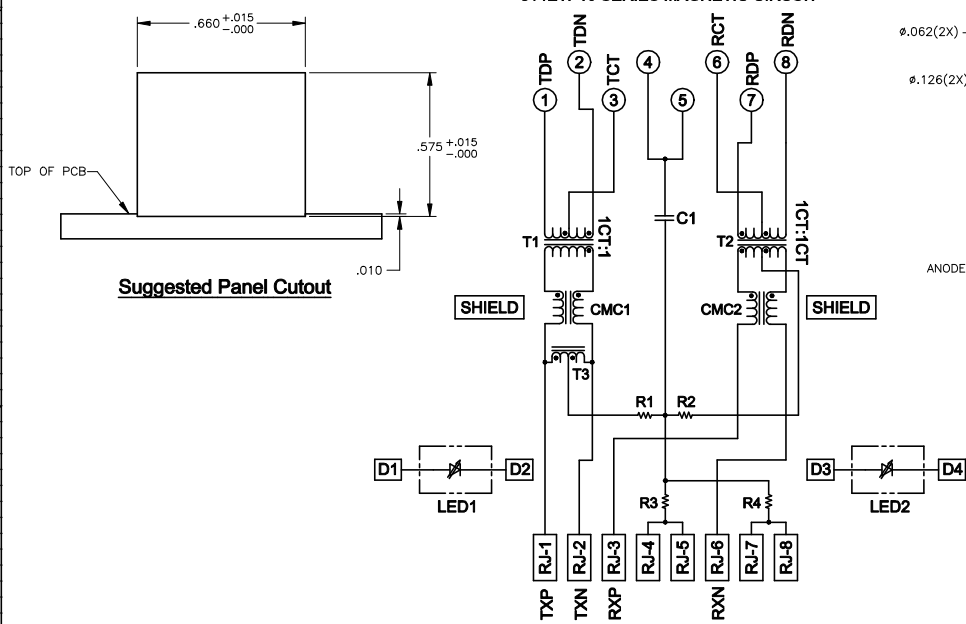 .660 +.015 -.000
.575 +.015 -.000
TOP OF PCB
.010
Suggested Panel Cutout
TDP
TDN
TCT
RCT
RDP
RDN
1
2
3
4
5
6
7
8
C1
T1
1CT:1
T2
1CT:1CT
SHIELD
CMC1
CMC2
SHIELD
T3
R1
R2
D1
D2
LED1
D3
D4
LED2
R3
R4
RJ-1
RJ-2
RJ-3
RJ-4
RJ-5
RJ-6
RJ-7
RJ-8
TXP
TXN
RXP
RXN
ø.062(2X)
ø.126(2X)
ANODE